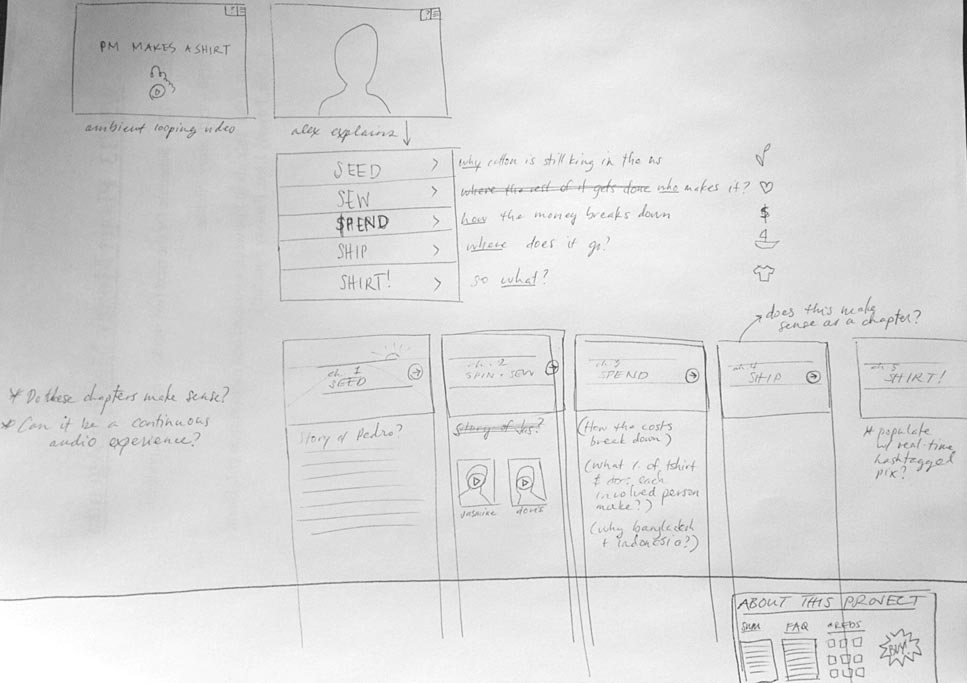 PM MAKES A SHIRT
ambient looping video
alex explains
SEED >
why cotton is still king in the us
SEW >
where the rest of it gets done who makes it?
$PEND >
how the money breaks down
$
SHIP >
where does it go?
SHIRT! >
so what?
does this make
sense as a chapter?
* Do these chapters make sense?
* Can it be a continuous
audio experience?
ch. 1
SEED
Story of Pedro?
ch. 2
SPIN + SEW
Story of Jas?
Jasmine
doris
ch. 3
SPEND
(How the costs
break down)
(What % of tshirt
$ does each
involved person
make?)
(why bangladesh
+ indonesia?)
ch. 4
SHIP
ch. 5
SHIRT!
* populate
w/ real-time
hashtagged
pix?
ABOUT THIS PROJECT
FAQ
CREDS
BUY!